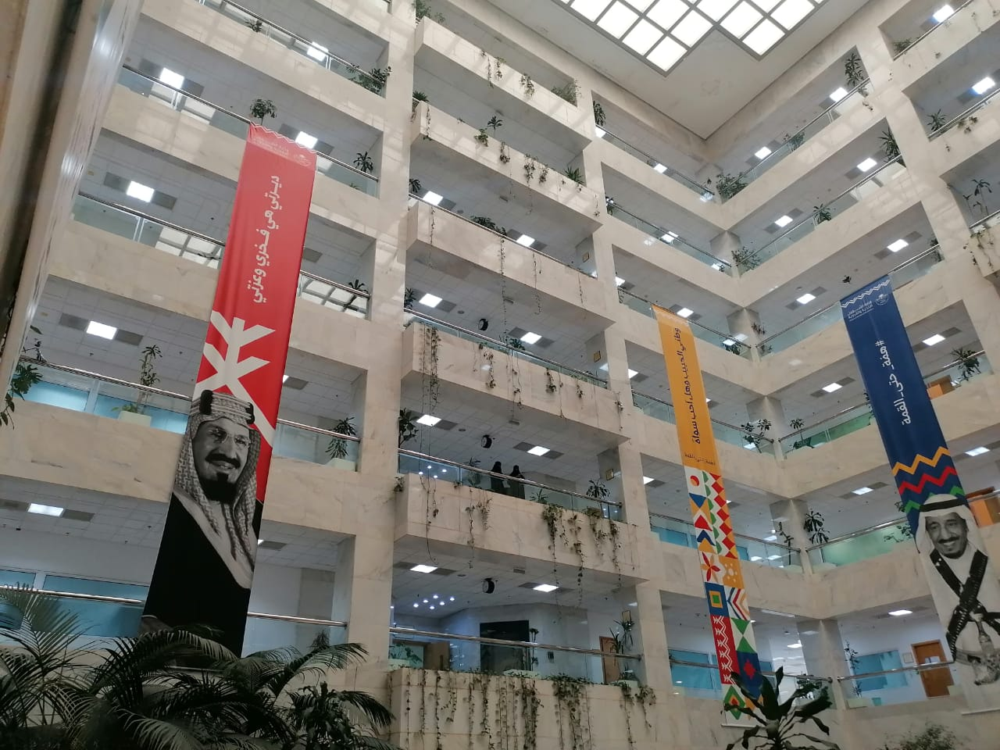 ديرتي هي فخري وعزتي
وطني الحبيب وهل أحب سواه
#همة_حتى_القمة